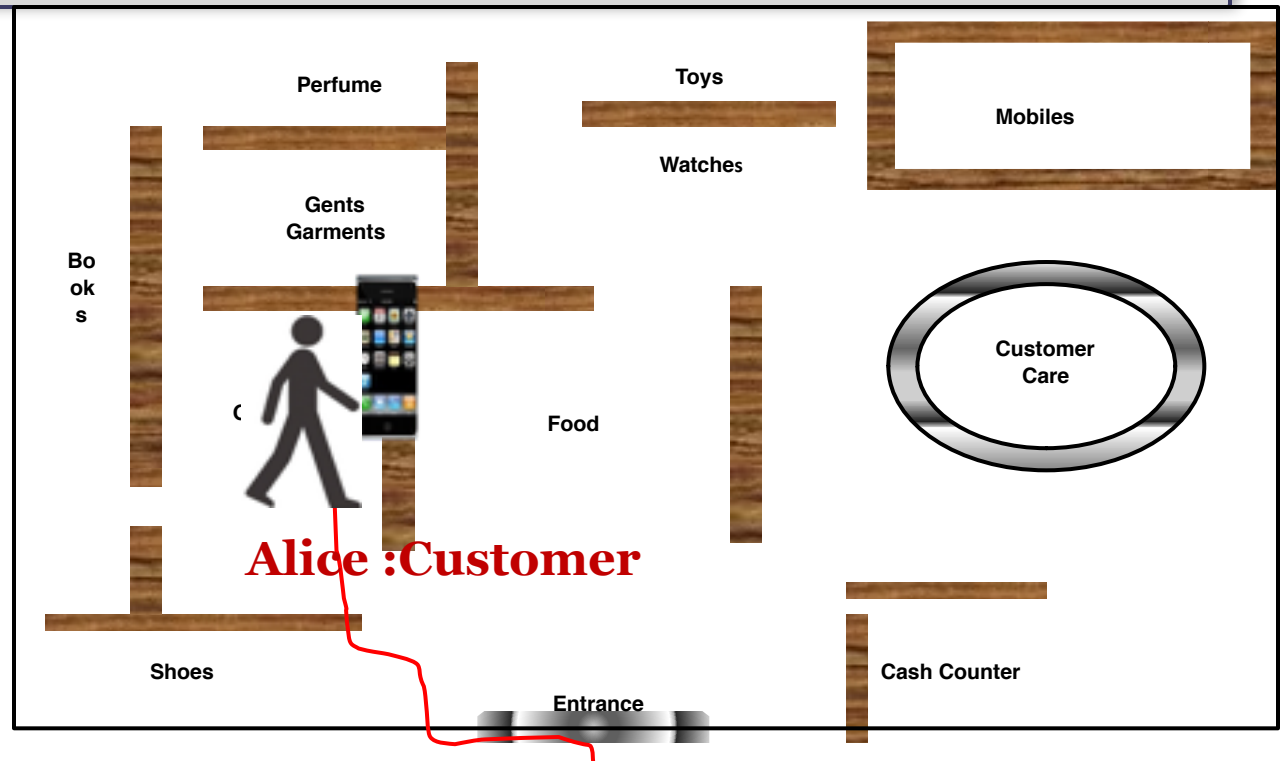 Perfume
Toys
Mobiles
Watches
Gents
Garments
Bo
ok
s
Customer
Care
Food
Alice :Customer
Shoes
Cash Counter
Entrance